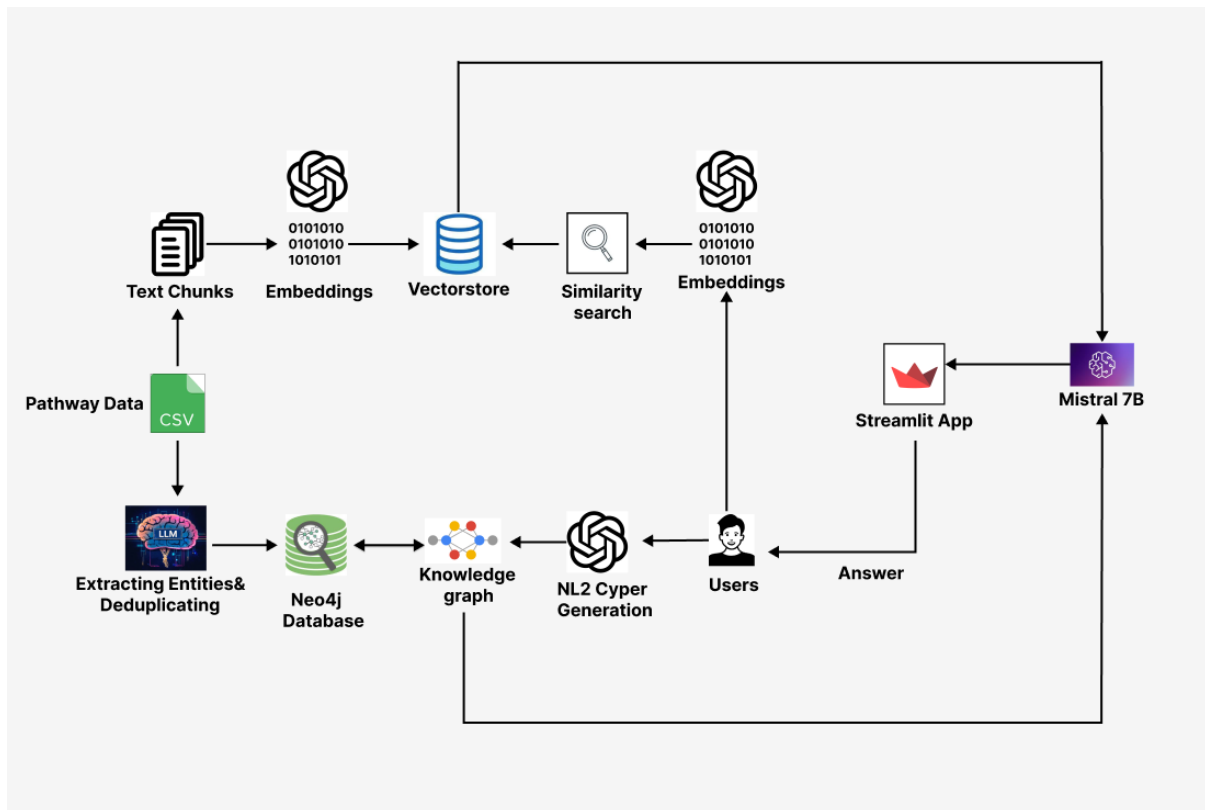 0101010
0101010
1010101
0101010
0101010
1010101
Text Chunks
Embeddings
Vectorstore
Similarity
search
Embeddings
Pathway Data
CSV
Streamlit App
Mistral 7B
LLM
Extracting Entities&
Deduplicating
Neo4j
Database
Knowledge
graph
NL2 Cyper
Generation
Users
Answer